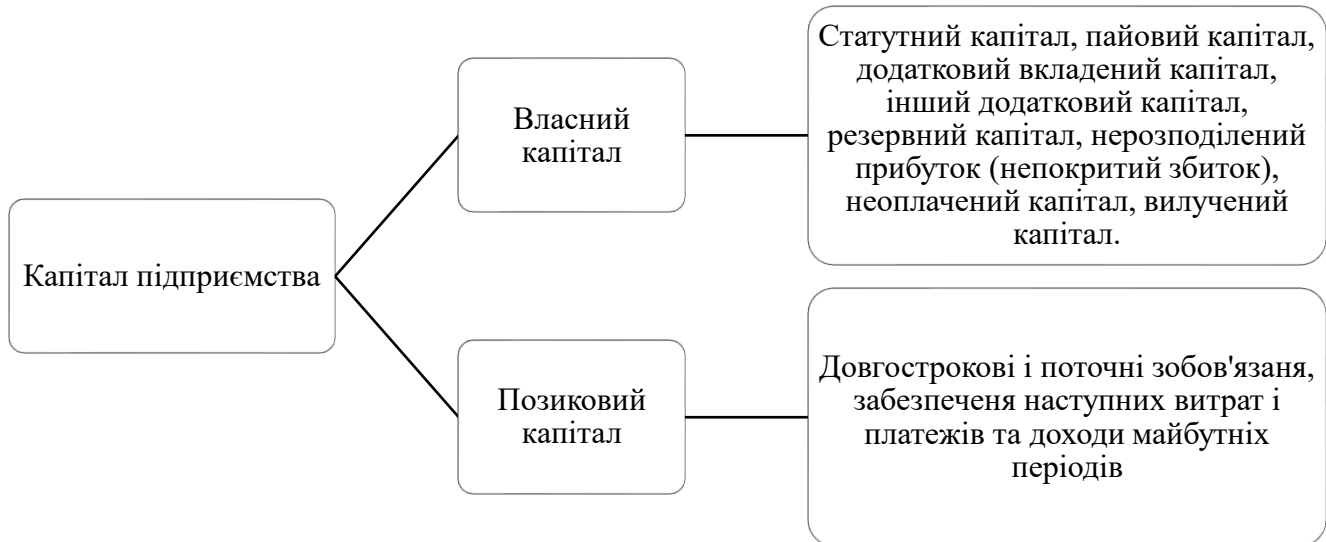 Капітал підприємства
Власний
капітал
Статутний капітал, пайовий капітал,
додатковий вкладений капітал,
інший додатковий капітал,
резервний капітал, нерозподілений
прибуток (непокритий збиток),
неоплачений капітал, вилучений
капітал.
Позиковий
капітал
Довгострокові і поточні зобов'язаня,
забезпеченя наступних витрат і
платежів та доходи майбутніх
періодів